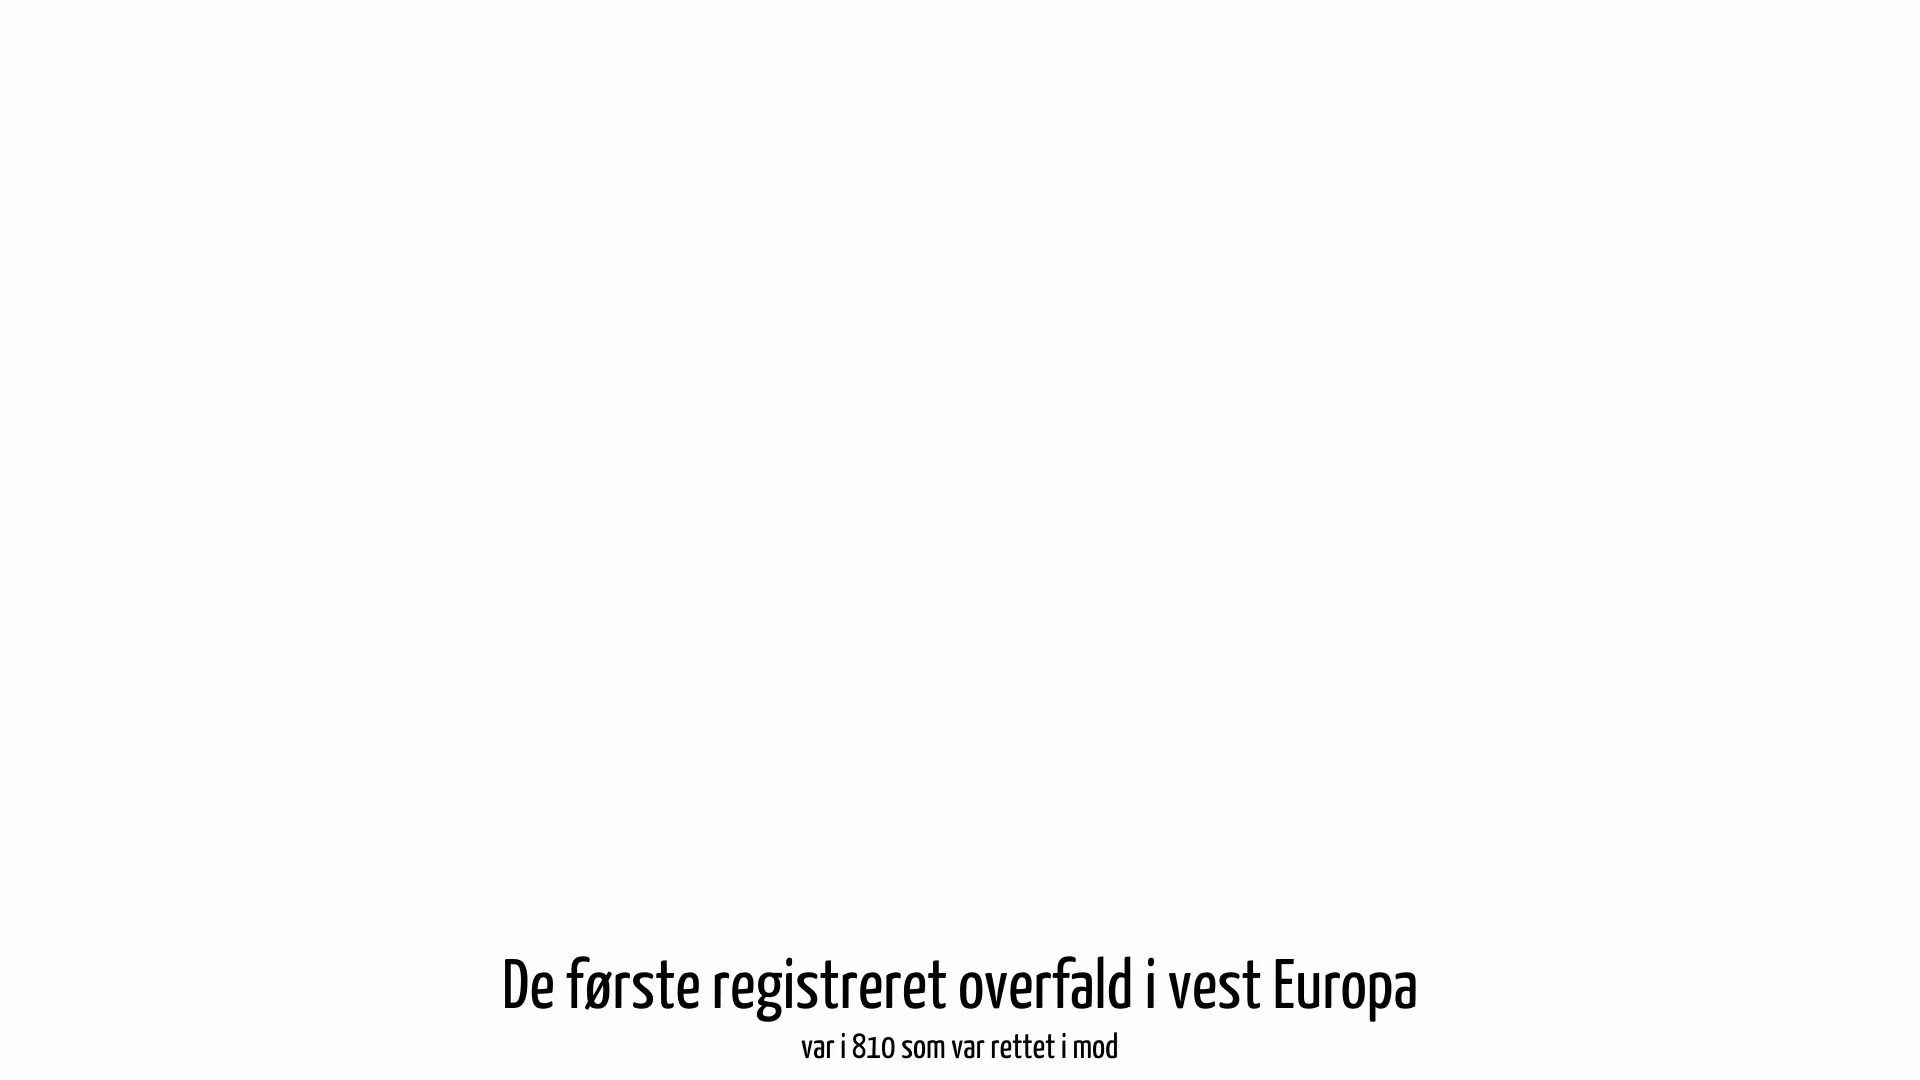 De første registreret overfald i vest Europa
var i 810 som var rettet i mod